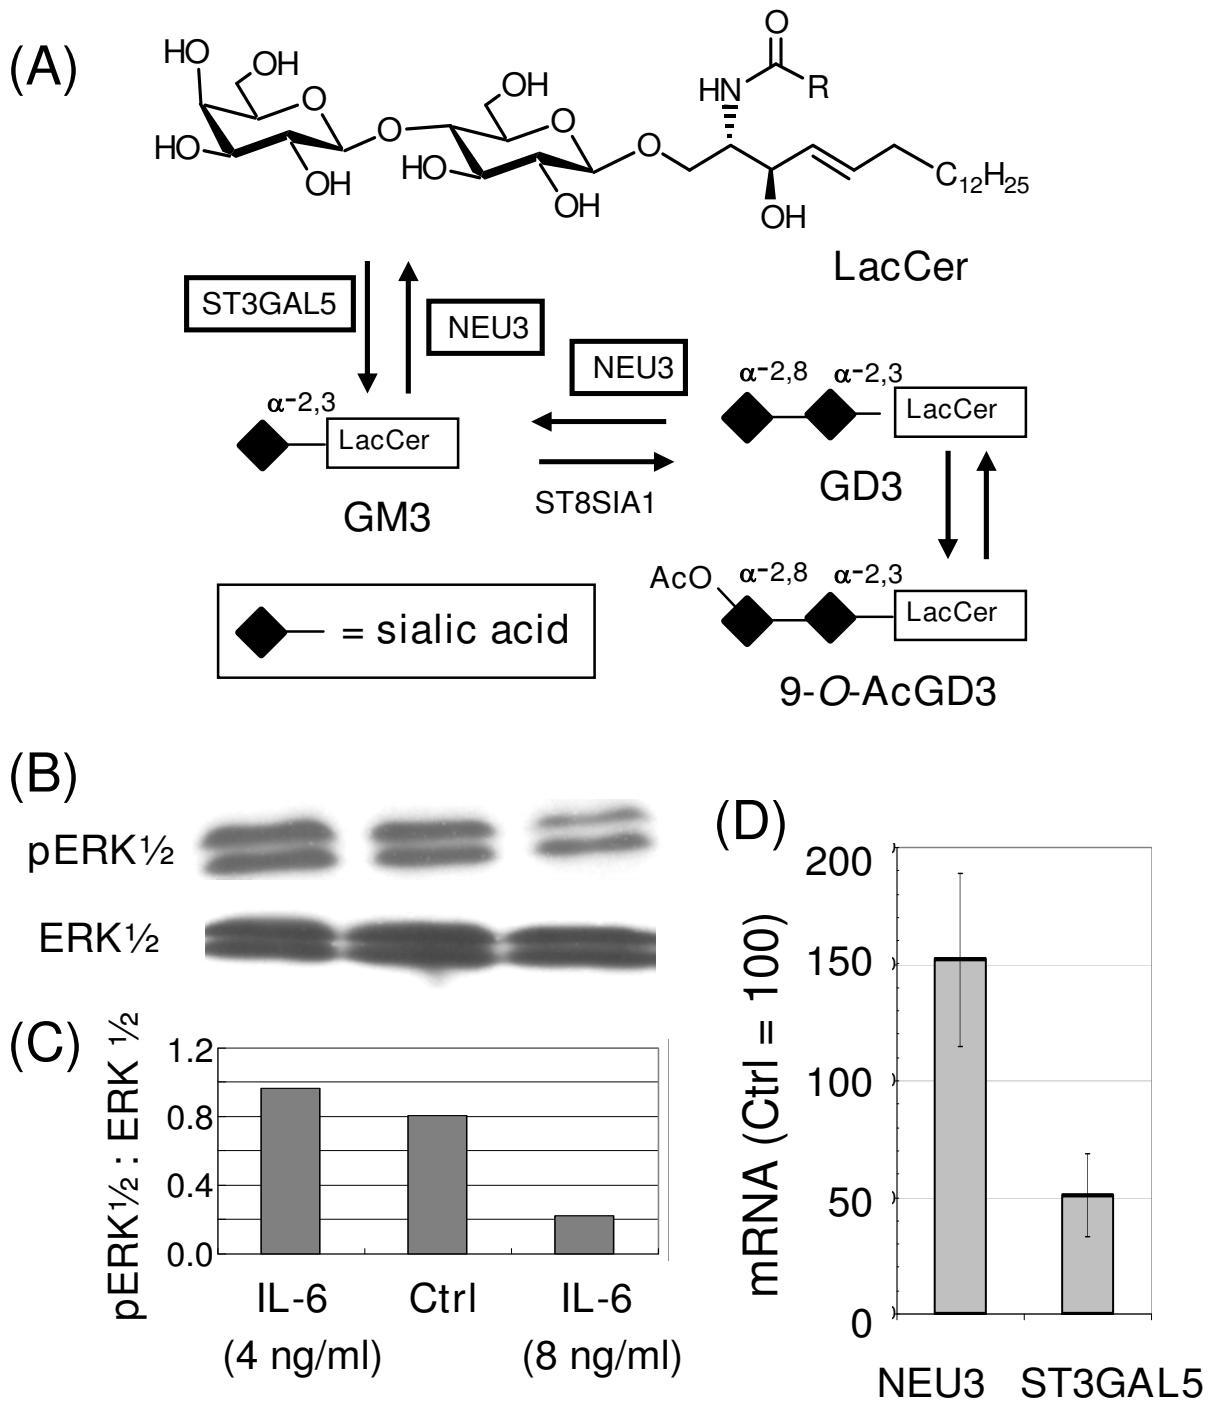 (A)
HO
OH
O
HO
OH
O
OH
O
HO
OH
O
HN
O
R
OH
C12H25
LacCer
ST3GAL5
NEU3
NEU3
α-2,3
LacCer
GM3
ST8SIA1
α-2,8 α-2,3
LacCer
GD3
AcO
α-2,8 α-2,3
LacCer
9-O-AcGD3
= sialic acid
(B)
pERK½
ERK½
(C)
pERK½ : ERK ½
1.2
0.8
0.4
0.0
IL-6 Ctrl IL-6
(4 ng/ml) (8 ng/ml)
(D)
mRNA (Ctrl = 100)
200
150
100
50
0
NEU3 ST3GAL5